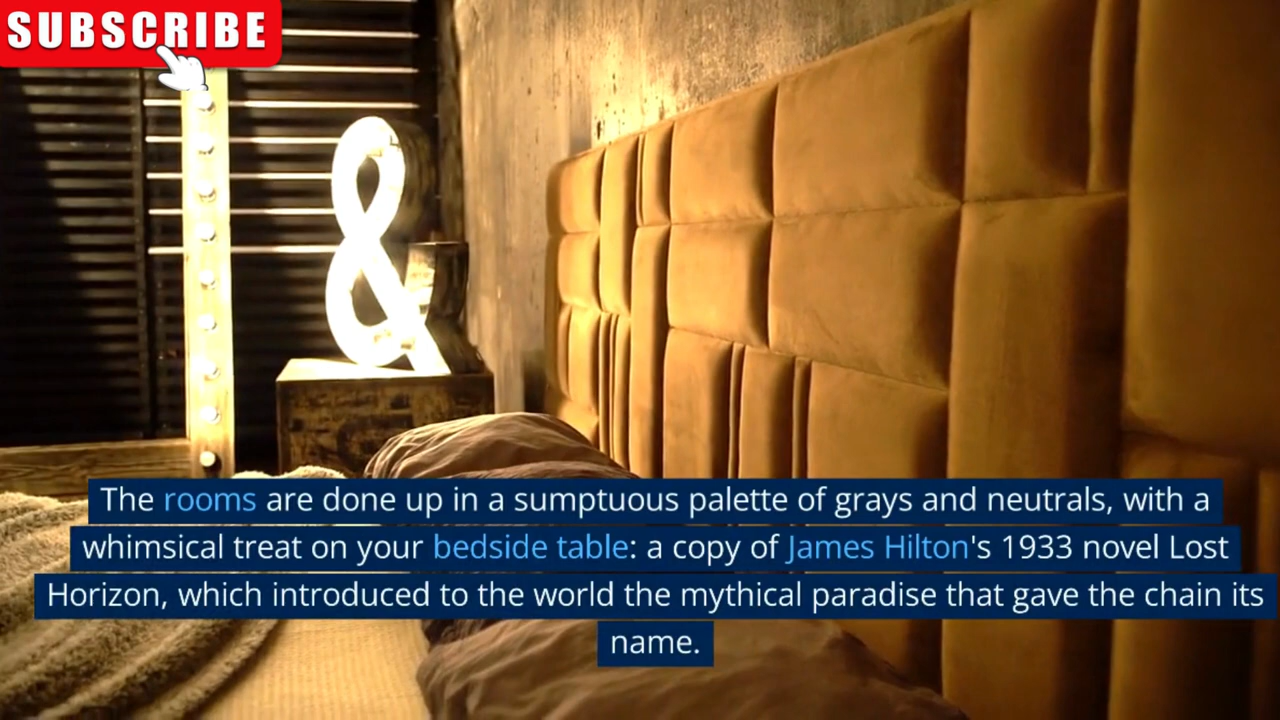 SUBSCRIBE
&
The rooms are done up in a sumptuous palette of grays and neutrals, with a
whimsical treat on your bedside table: a copy of James Hilton's 1933 novel Lost
Horizon, which introduced to the world the mythical paradise that gave the chain its
name.